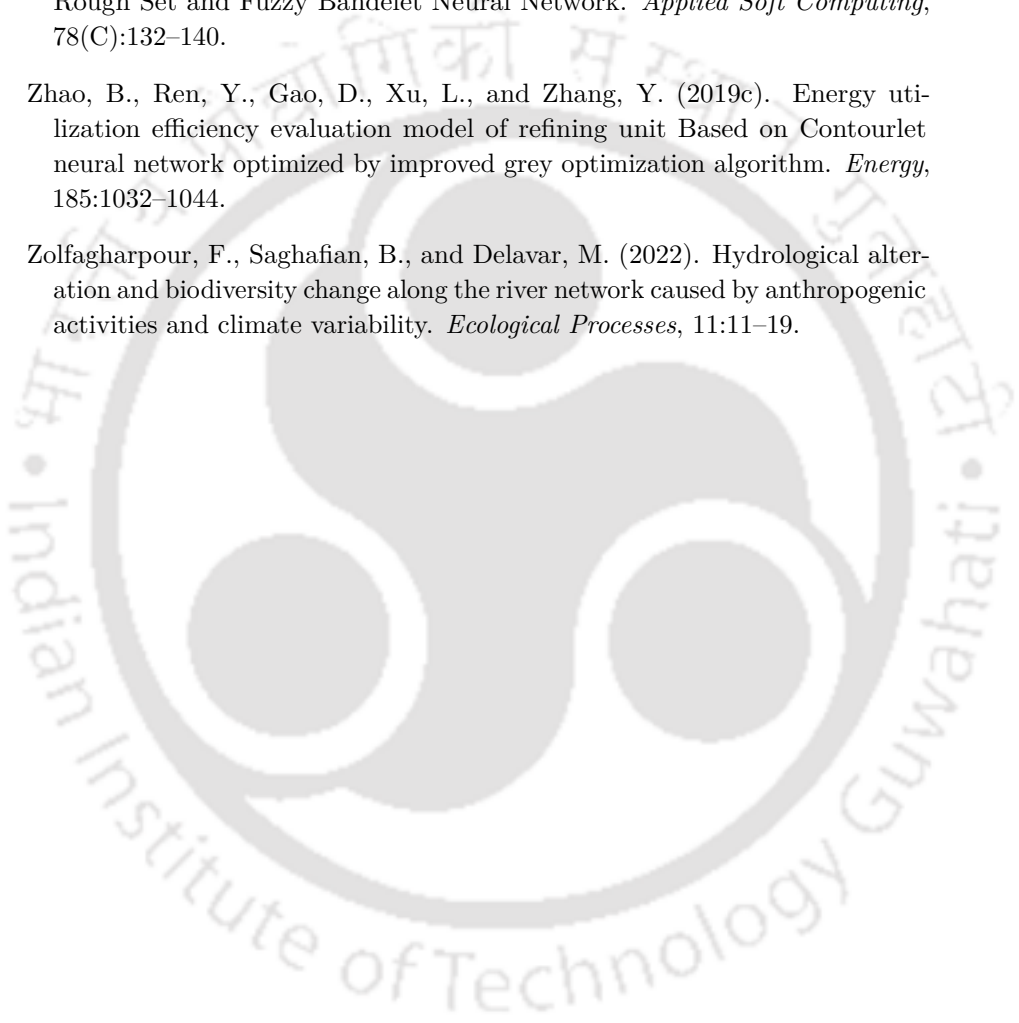 Rough Set and Fuzzy Bandelet Neural Network. Applied Soft Computing,
78(C):132–140.
Zhao, B., Ren, Y., Gao, D., Xu, L., and Zhang, Y. (2019c). Energy uti-
lization efficiency evaluation model of refining unit Based on Contourlet
neural network optimized by improved grey optimization algorithm. Energy,
185:1032–1044.
Zolfagharpour, F., Saghafian, B., and Delavar, M. (2022). Hydrological alter-
ation and biodiversity change along the river network caused by anthropogenic
activities and climate variability. Ecological Processes, 11:11–19.
Indian Institute of Technology Guwahati